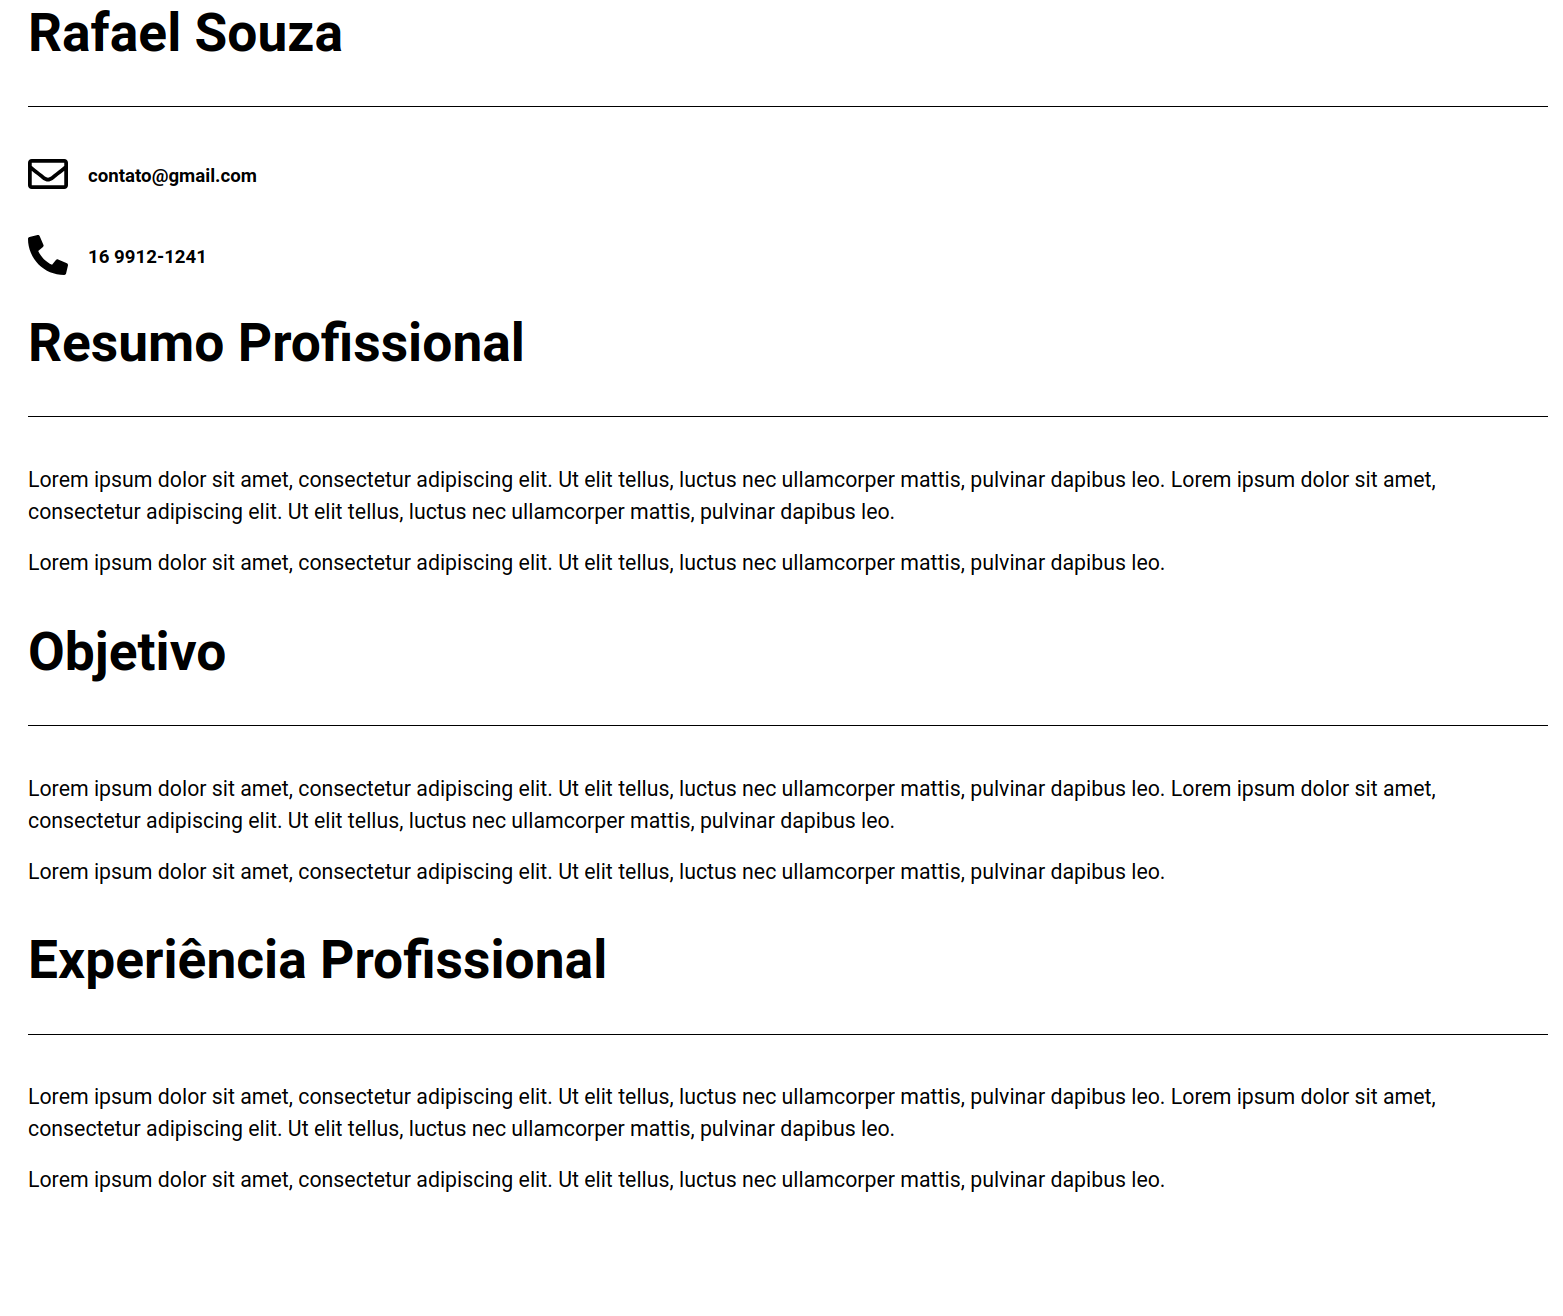 Rafael Souza
contato@gmail.com
16 9912-1241
Resumo Profissional
Lorem ipsum dolor sit amet, consectetur adipiscing elit. Ut elit tellus, luctus nec ullamcorper mattis, pulvinar dapibus leo. Lorem ipsum dolor sit amet,
consectetur adipiscing elit. Ut elit tellus, luctus nec ullamcorper mattis, pulvinar dapibus leo.
Lorem ipsum dolor sit amet, consectetur adipiscing elit. Ut elit tellus, luctus nec ullamcorper mattis, pulvinar dapibus leo.
Objetivo
Lorem ipsum dolor sit amet, consectetur adipiscing elit. Ut elit tellus, luctus nec ullamcorper mattis, pulvinar dapibus leo. Lorem ipsum dolor sit amet,
consectetur adipiscing elit. Ut elit tellus, luctus nec ullamcorper mattis, pulvinar dapibus leo.
Lorem ipsum dolor sit amet, consectetur adipiscing elit. Ut elit tellus, luctus nec ullamcorper mattis, pulvinar dapibus leo.
Experiência Profissional
Lorem ipsum dolor sit amet, consectetur adipiscing elit. Ut elit tellus, luctus nec ullamcorper mattis, pulvinar dapibus leo. Lorem ipsum dolor sit amet,
consectetur adipiscing elit. Ut elit tellus, luctus nec ullamcorper mattis, pulvinar dapibus leo.
Lorem ipsum dolor sit amet, consectetur adipiscing elit. Ut elit tellus, luctus nec ullamcorper mattis, pulvinar dapibus leo.